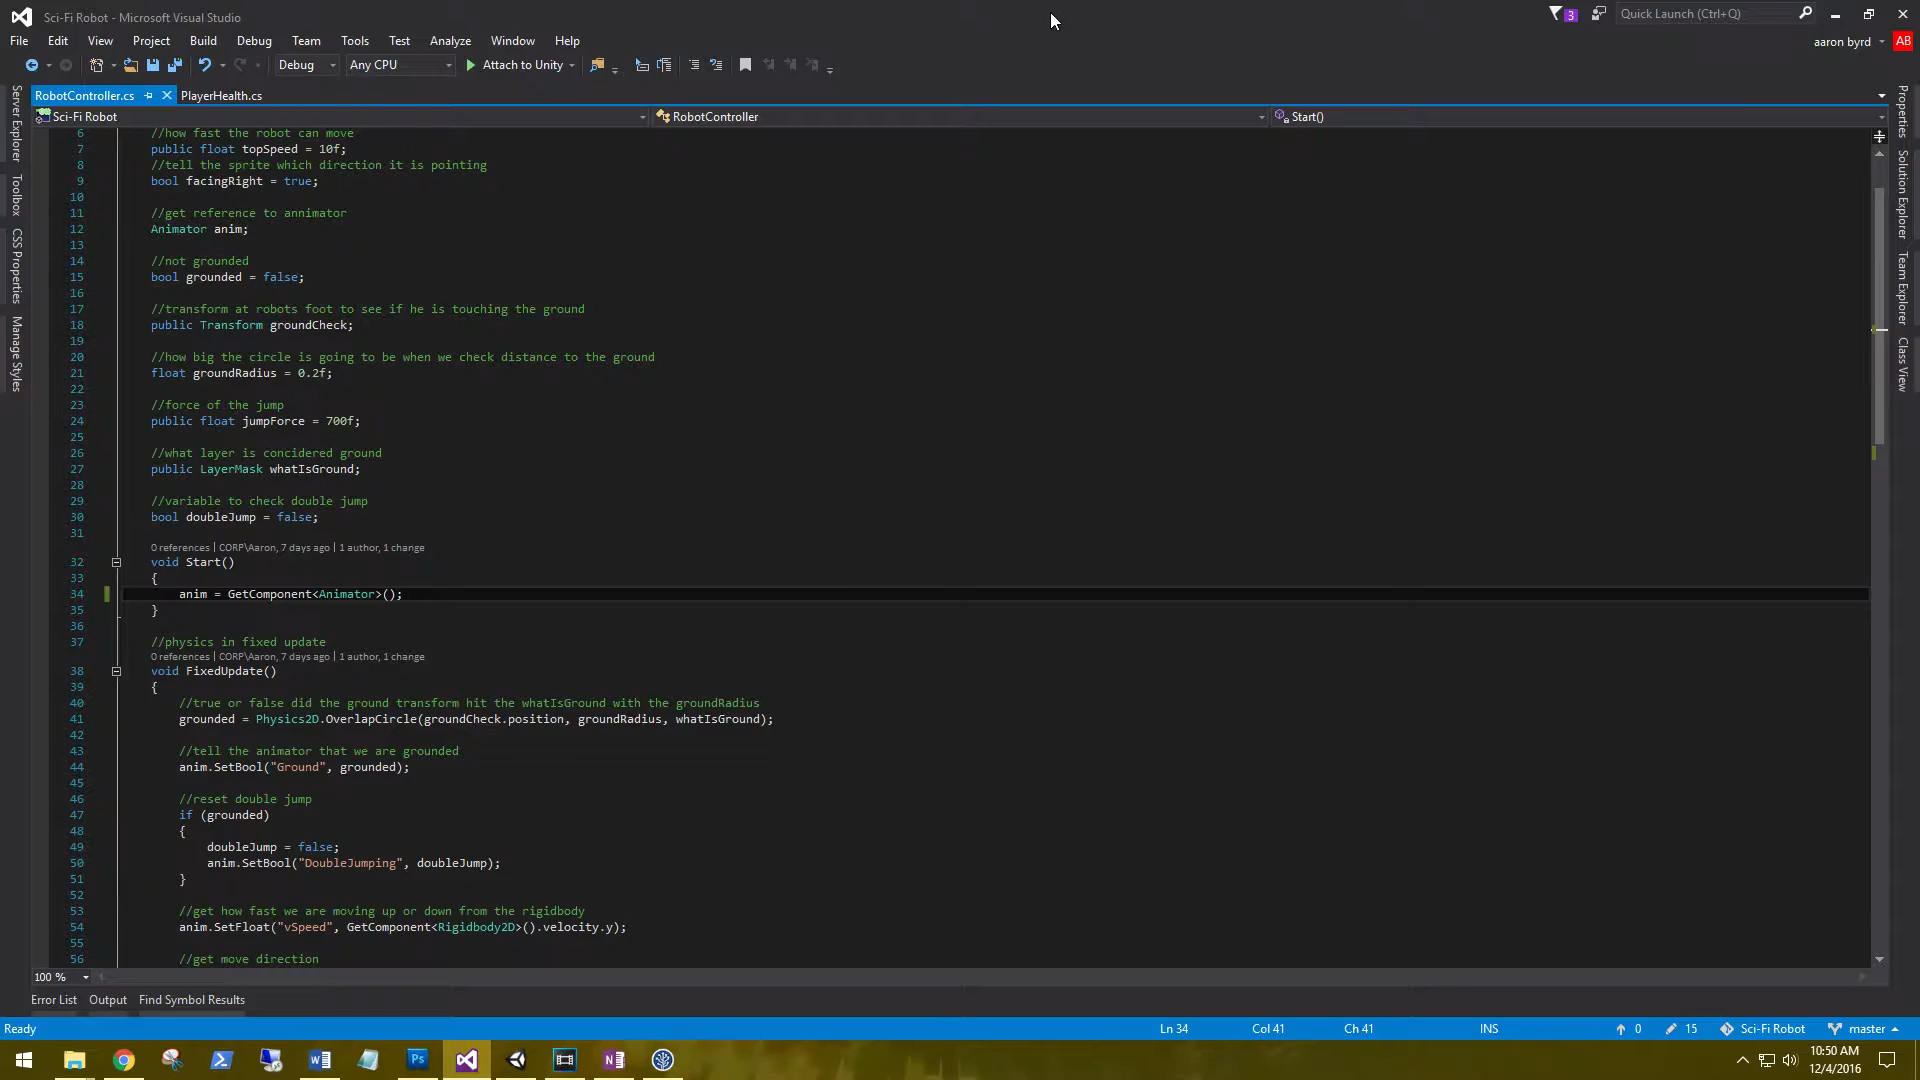 Sci-Fi Robot - Microsoft Visual Studio
3
Quick Launch (Ctrl+Q)
File Edit View Project Build Debug Team Tools Test Analyze Window Help
aaron byrd AB
Debug Any CPU Attach to Unity
RobotController.cs PlayerHealth.cs
Sci-Fi Robot RobotController Start()
Server Explorer
Toolbox
CSS Properties
Manage Styles
6 //how fast the robot can move
7 public float topSpeed = 10f;
8 //tell the sprite which direction it is pointing
9 bool facingRight = true;
10
11 //get reference to annimator
12 Animator anim;
13
14 //not grounded
15 bool grounded = false;
16
17 //transform at robots foot to see if he is touching the ground
18 public Transform groundCheck;
19
20 //how big the circle is going to be when we check distance to the ground
21 float groundRadius = 0.2f;
22
23 //force of the jump
24 public float jumpForce = 700f;
25
26 //what layer is concidered ground
27 public LayerMask whatIsGround;
28
29 //variable to check double jump
30 bool doubleJump = false;
31
0 references | CORP\Aaron, 7 days ago | 1 author, 1 change
32 void Start()
33 {
34 anim = GetComponent<Animator>();
35 }
36
37 //physics in fixed update
0 references | CORP\Aaron, 7 days ago | 1 author, 1 change
38 void FixedUpdate()
39 {
40 //true or false did the ground transform hit the whatIsGround with the groundRadius
41 grounded = Physics2D.OverlapCircle(groundCheck.position, groundRadius, whatIsGround);
42
43 //tell the animator that we are grounded
44 anim.SetBool("Ground", grounded);
45
46 //reset double jump
47 if (grounded)
48 {
49 doubleJump = false;
50 anim.SetBool("DoubleJumping", doubleJump);
51 }
52
53 //get how fast we are moving up or down from the rigidbody
54 anim.SetFloat("vSpeed", GetComponent<Rigidbody2D>().velocity.y);
55
56 //get move direction
Properties
Solution Explorer
Team Explorer
Class View
100 %
Error List Output Find Symbol Results
Ready Ln 34 Col 41 Ch 41 INS 0 15 Sci-Fi Robot master
10:50 AM
12/4/2016